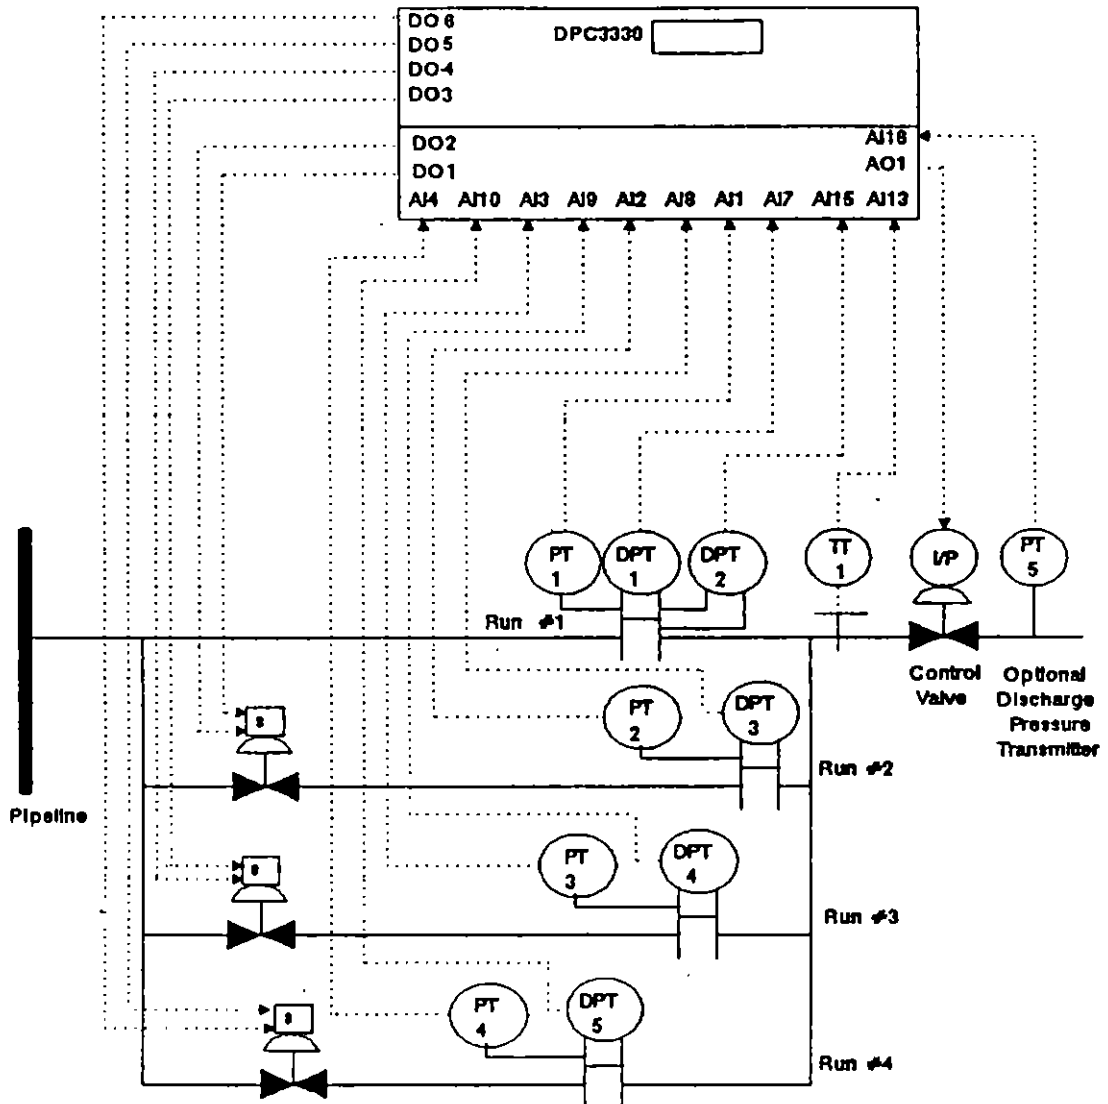 DO6
DO5
DO4
DO3
DPC3330
DO2
DO1
AI16
AO1
AI4 AI10 AI3 AI9 AI2 AI8 AI1 AI7 AI15 AI13
PT
1
DPT
1
DPT
2
TT
1
I/P
PT
5
Run #1
Control
Valve
Optional
Discharge
Pressure
Transmitter
S
PT
2
DPT
3
Run #2
Pipeline
S
PT
3
DPT
4
Run #3
S
PT
4
DPT
5
Run #4